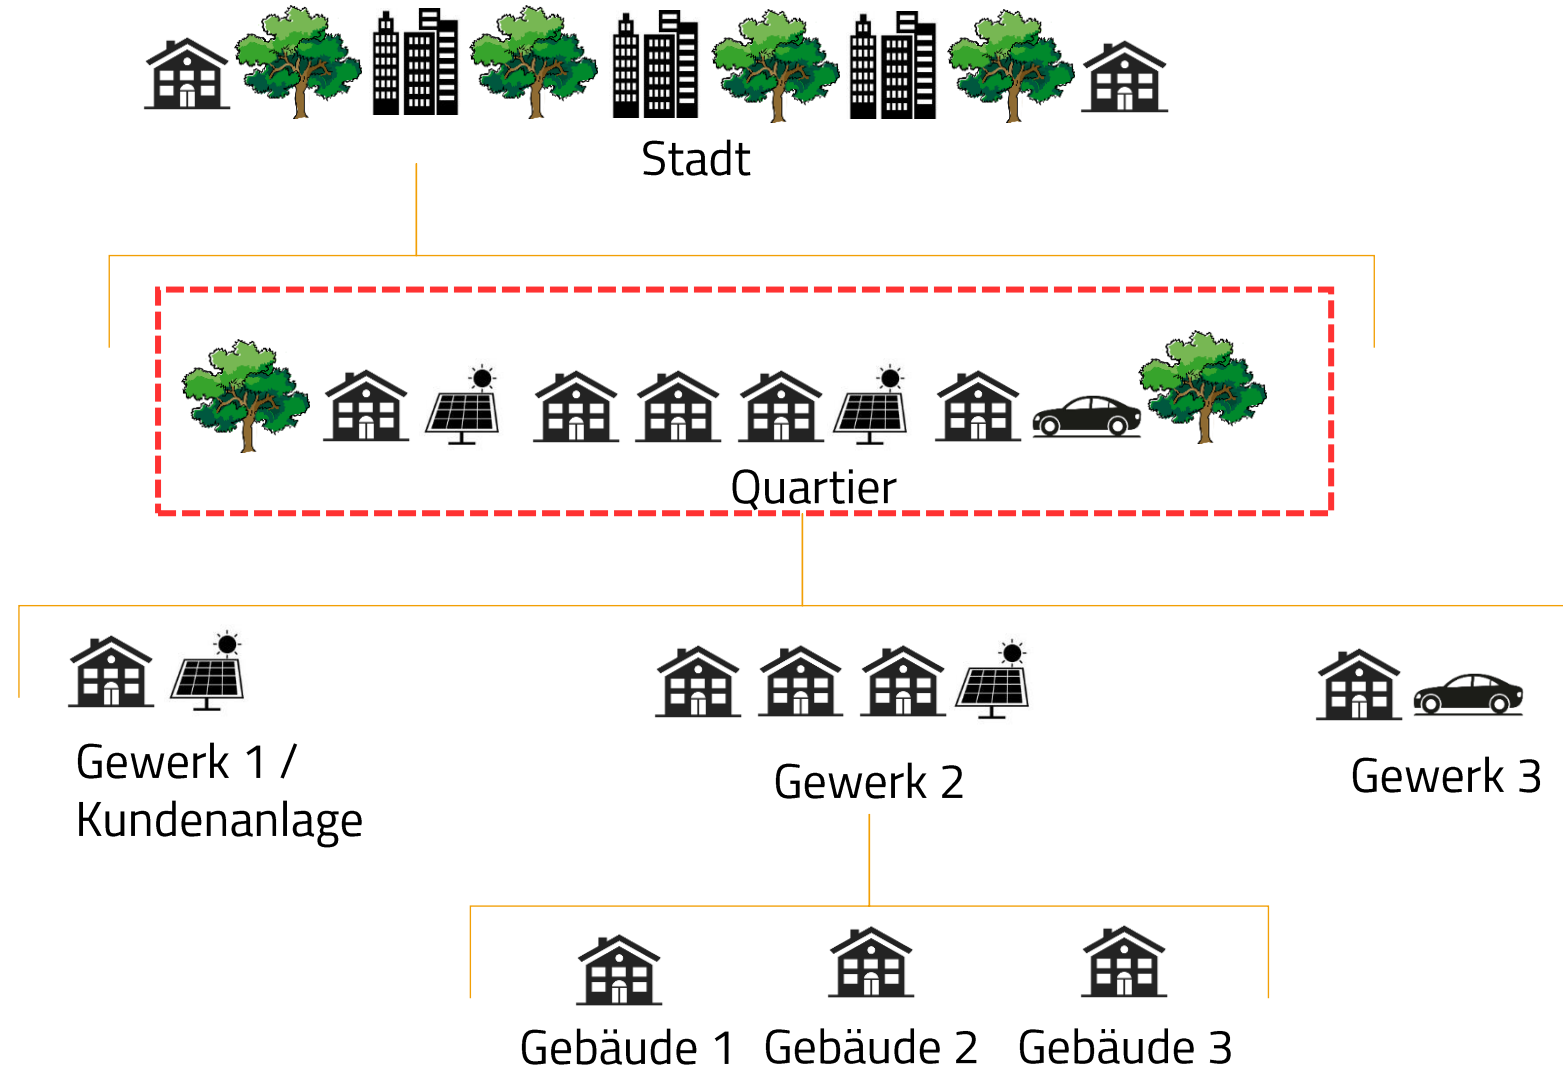 Stadt
Quartier
Gewerk 1 /
Kundenanlage
Gewerk 2
Gewerk 3
Gebäude 1
Gebäude 2
Gebäude 3